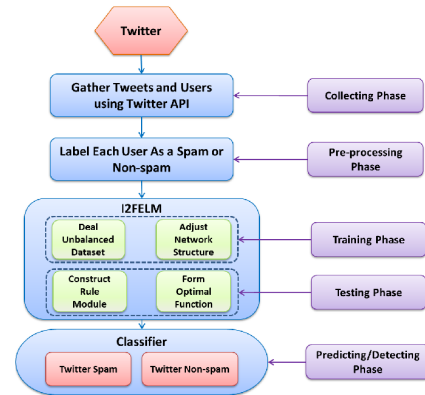 Twitter
Gather Tweets and Users
using Twitter API
Collecting Phase
Label Each User As a Spam or
Non-spam
Pre-processing
Phase
I2FELM
Deal
Unbalanced
Dataset
Adjust
Network
Structure
Training Phase
Construct
Rule
Module
Form
Optimal
Function
Testing Phase
Classifier
Twitter Spam
Twitter Non-spam
Predicting/Detecting
Phase